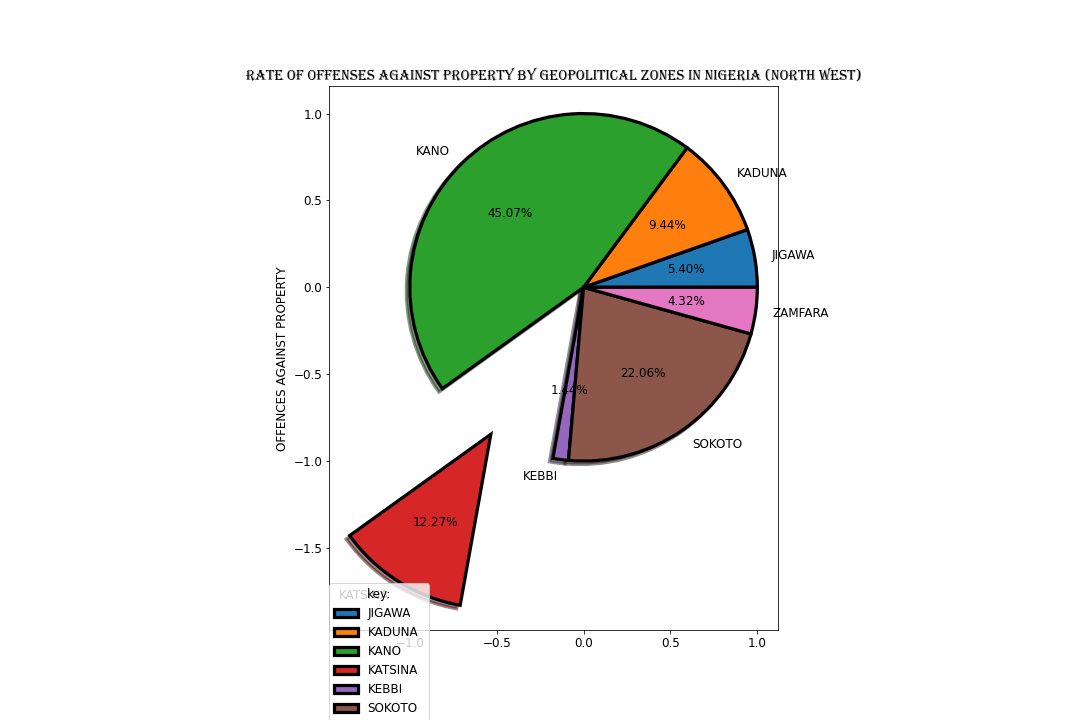 RATE OF OFFENSES AGAINST PROPERTY BY GEOPOLITICAL ZONES IN NIGERIA (NORTH WEST)
1.0
0.5
0.0
−0.5
−1.0
−1.5
OFFENCES AGAINST PROPERTY
KANO
KADUNA
JIGAWA
ZAMFARA
SOKOTO
KEBBI
45.07%
9.44%
5.40%
4.32%
22.06%
1.44%
12.27%
−1.0
−0.5
0.0
0.5
1.0
key:
JIGAWA
KADUNA
KANO
KATSINA
KEBBI
SOKOTO